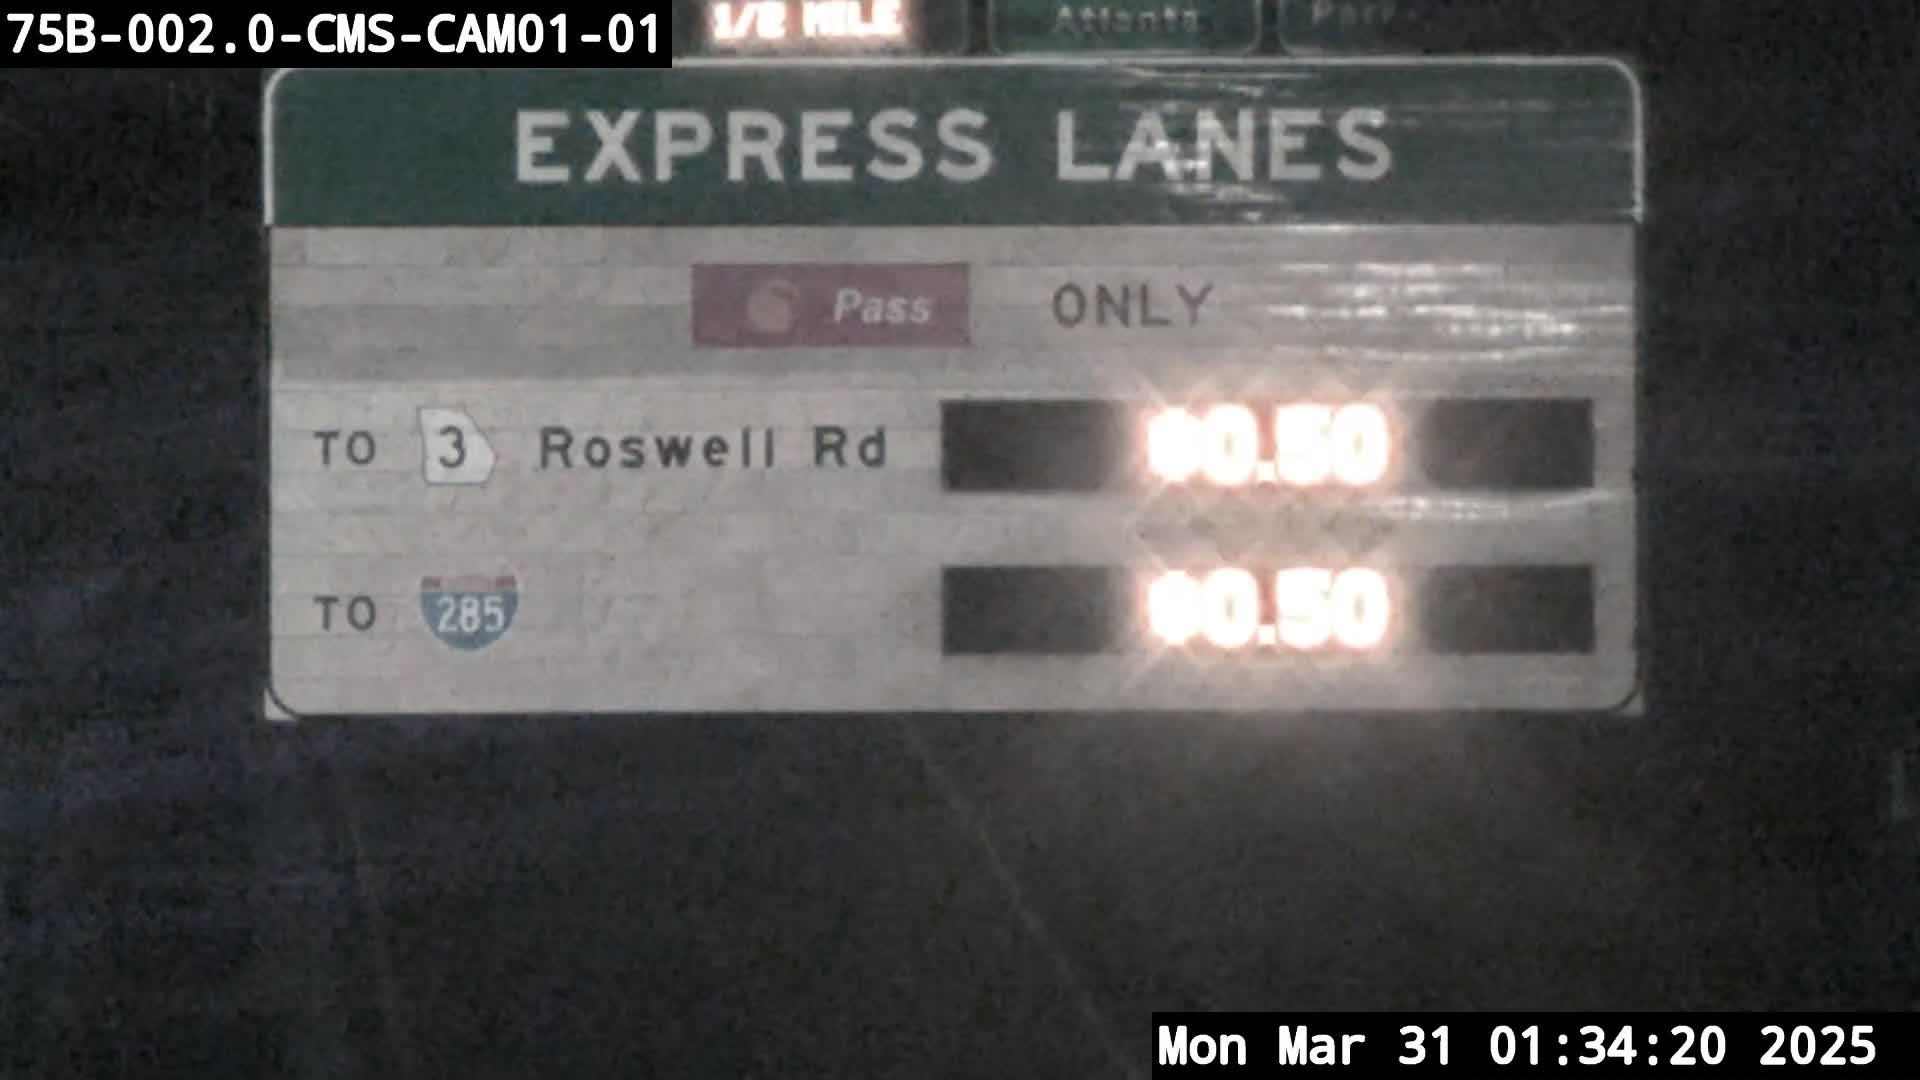 75B-002.0-CMS-CAM01-01
1/2 MILE
Atlanta
EXPRESS LANES
Pass ONLY
TO 3 Roswell Rd $0.50
TO 285 $0.50
Mon Mar 31 01:34:20 2025